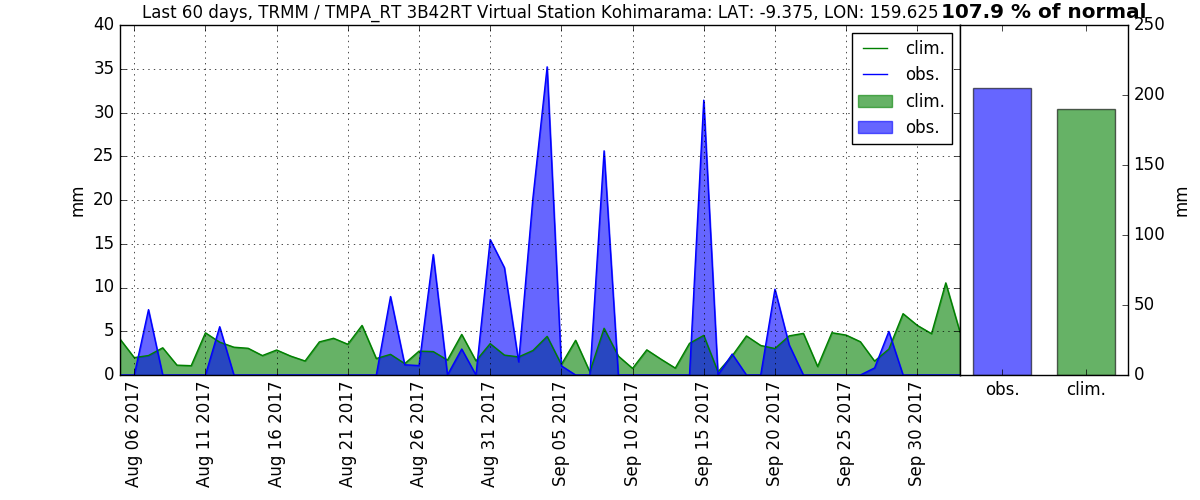 Last 60 days, TRMM / TMPA_RT 3B42RT Virtual Station Kohimarama: LAT: -9.375, LON: 159.625 107.9 % of normal
40
35
30
25
20
15
10
5
0
mm
clim.
obs.
clim.
obs.
250
200
150
100
50
0
mm
obs. clim.
Aug 06 2017
Aug 11 2017
Aug 16 2017
Aug 21 2017
Aug 26 2017
Aug 31 2017
Sep 05 2017
Sep 10 2017
Sep 15 2017
Sep 20 2017
Sep 25 2017
Sep 30 2017